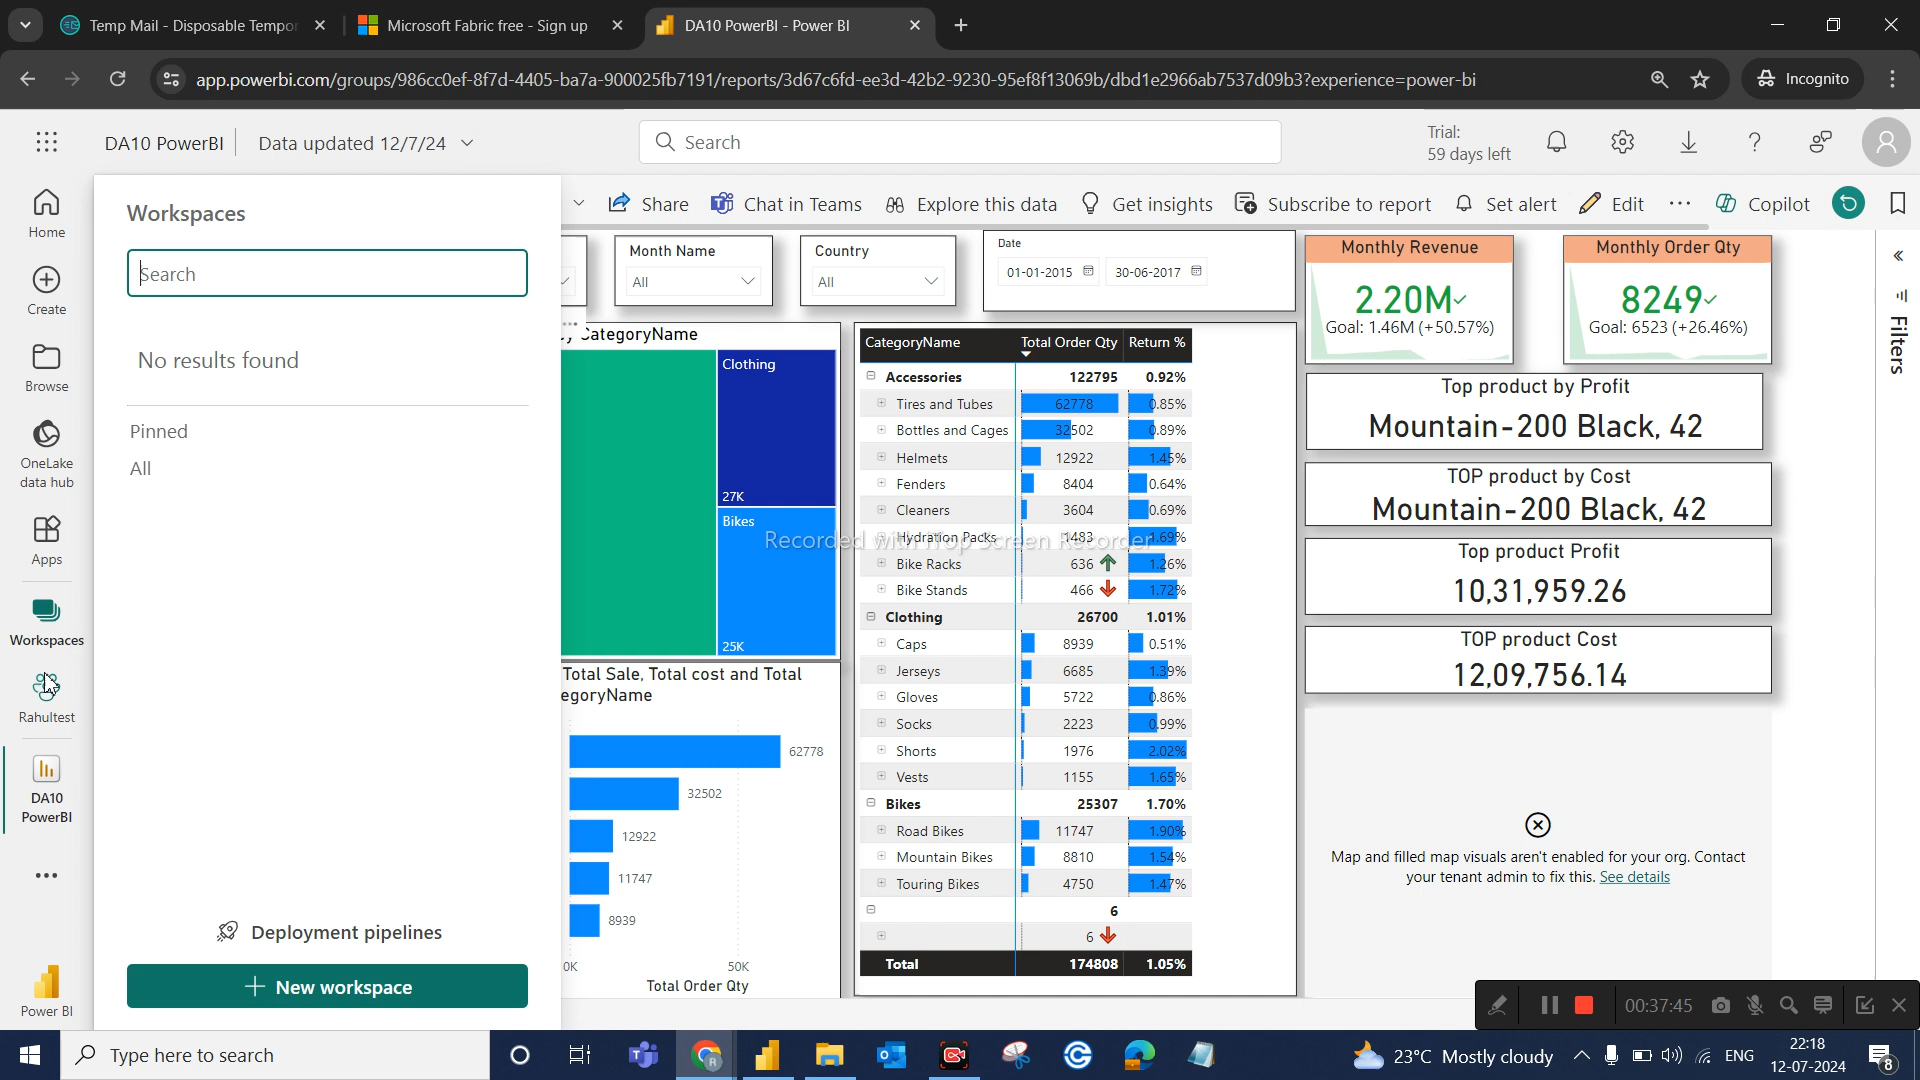 Temp Mail - Disposable Tempor
Microsoft Fabric free - Sign up
DA10 PowerBI - Power BI
app.powerbi.com/groups/986cc0ef-8f7d-4405-ba7a-900025fb7191/reports/3d67c6fd-ee3d-42b2-9230-95ef8f13069b/dbd1e2966ab7537d09b3?experience=power-bi
Incognito
DA10 PowerBI
Data updated 12/7/24
Search
Trial:
59 days left
Home
Create
Browse
OneLake
data hub
Apps
Workspaces
Rahultest
DA10
PowerBI
Power BI
Workspaces
Search
No results found
Pinned
All
Deployment pipelines
New workspace
Share
Chat in Teams
Explore this data
Get insights
Subscribe to report
Set alert
Edit
Copilot
Month Name
All
Country
All
Date
01-01-2015
30-06-2017
Monthly Revenue
2.20M
Goal: 1.46M (+50.57%)
Monthly Order Qty
8249
Goal: 6523 (+26.46%)
Filters
CategoryName
Clothing
27K
Bikes
25K
Total Sale, Total cost and Total
egoryName
62778
32502
12922
11747
8939
0K
50K
Total Order Qty
CategoryName Total Order Qty Return %
Accessories 122795 0.92%
Tires and Tubes 62778 0.85%
Bottles and Cages 32502 0.89%
Helmets 12922 1.45%
Fenders 8404 0.64%
Cleaners 3604 0.69%
Hydration Packs 1483 1.69%
Bike Racks 636 1.26%
Bike Stands 466 1.72%
Clothing 26700 1.01%
Caps 8939 0.51%
Jerseys 6685 1.39%
Gloves 5722 0.86%
Socks 2223 0.99%
Shorts 1976 2.02%
Vests 1155 1.65%
Bikes 25307 1.70%
Road Bikes 11747 1.90%
Mountain Bikes 8810 1.54%
Touring Bikes 4750 1.47%
6
6
Total 174808 1.05%
Recorded with iTop Screen Recorder
Top product by Profit
Mountain-200 Black, 42
TOP product by Cost
Mountain-200 Black, 42
Top product Profit
10,31,959.26
TOP product Cost
12,09,756.14
Map and filled map visuals aren't enabled for your org. Contact
your tenant admin to fix this. See details
00:37:45
Type here to search
23°C Mostly cloudy
ENG
22:18
12-07-2024
8